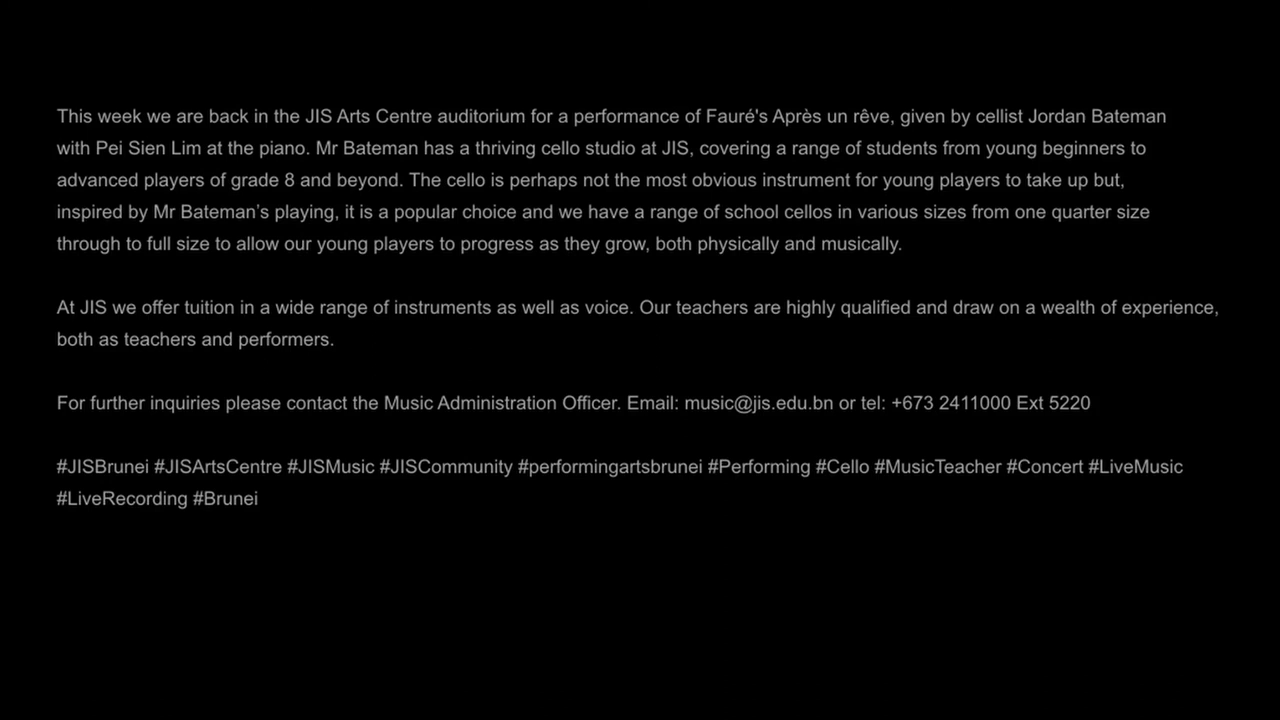 This week we are back in the JIS Arts Centre auditorium for a performance of Fauré's Après un rêve, given by cellist Jordan Bateman
with Pei Sien Lim at the piano. Mr Bateman has a thriving cello studio at JIS, covering a range of students from young beginners to
advanced players of grade 8 and beyond. The cello is perhaps not the most obvious instrument for young players to take up but,
inspired by Mr Bateman’s playing, it is a popular choice and we have a range of school cellos in various sizes from one quarter size
through to full size to allow our young players to progress as they grow, both physically and musically.
At JIS we offer tuition in a wide range of instruments as well as voice. Our teachers are highly qualified and draw on a wealth of experience,
both as teachers and performers.
For further inquiries please contact the Music Administration Officer. Email: music@jis.edu.bn or tel: +673 2411000 Ext 5220
#JISBrunei #JISArtsCentre #JISMusic #JISCommunity #performingartsbrunei #Performing #Cello #MusicTeacher #Concert #LiveMusic
#LiveRecording #Brunei